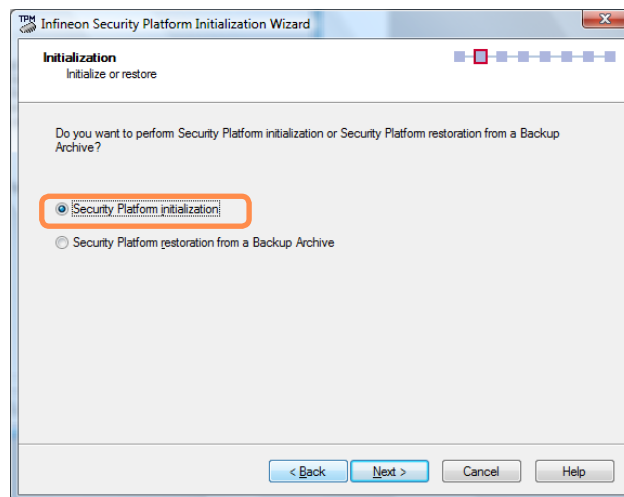 TPM Infineon Security Platform Initialization Wizard
Initialization
Initialize or restore
Do you want to perform Security Platform initialization or Security Platform restoration from a Backup
Archive?
Security Platform initialization
Security Platform restoration from a Backup Archive
< Back Next > Cancel Help